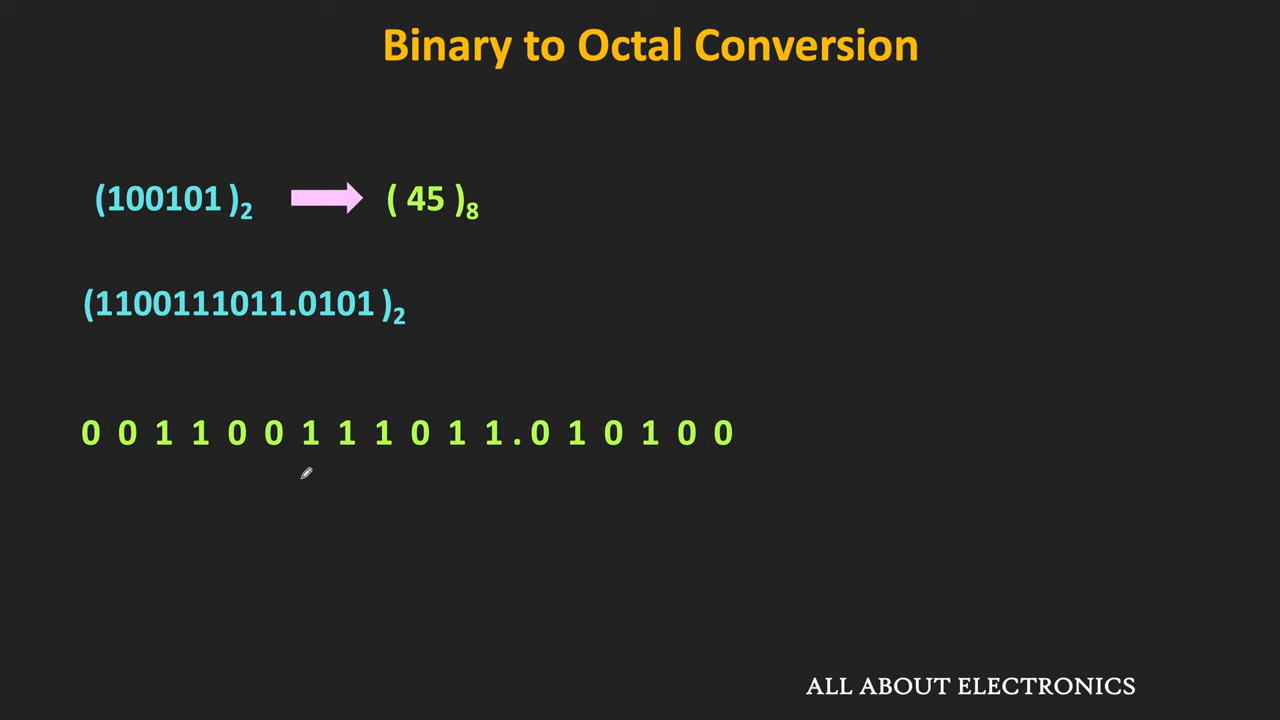 Binary to Octal Conversion
(100101 )2 ( 45 )8
(1100111011.0101 )2
0 0 1 1 0 0 1 1 1 0 1 1 . 0 1 0 1 0 0
ALL ABOUT ELECTRONICS